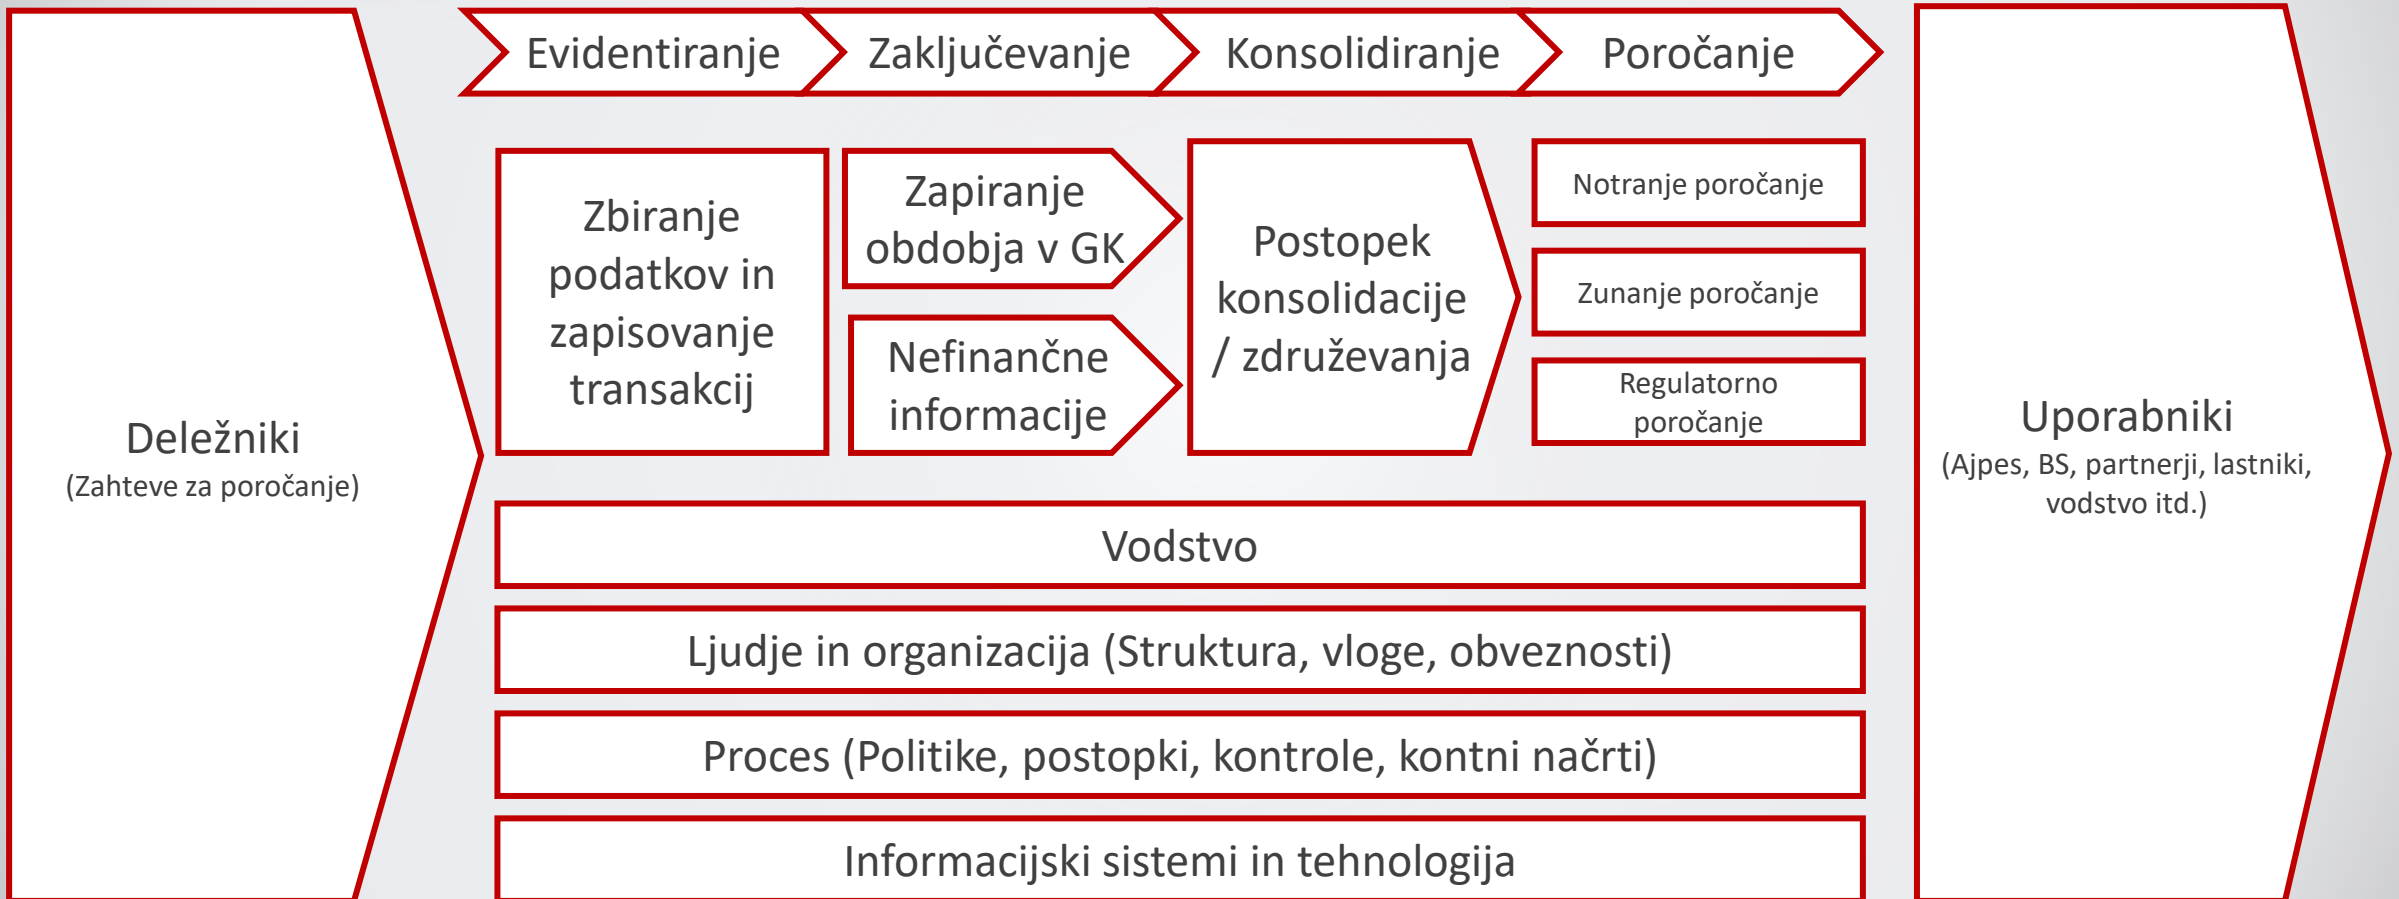 Evidentiranje
Zaključevanje
Konsolidiranje
Poročanje
Deležniki
(Zahteve za poročanje)
Zbiranje
podatkov in
zapisovanje
transakcij
Zapiranje
obdobja v GK
Nefinančne
informacije
Postopek
konsolidacije
/ združevanja
Notranje poročanje
Zunanje poročanje
Regulatorno
poročanje
Uporabniki
(Ajpes, BS, partnerji, lastniki,
vodstvo itd.)
Vodstvo
Ljudje in organizacija (Struktura, vloge, obveznosti)
Proces (Politike, postopki, kontrole, kontni načrti)
Informacijski sistemi in tehnologija